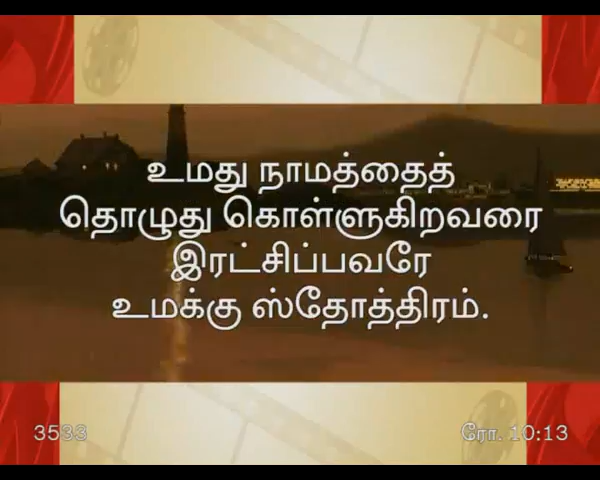 உமது நாமத்தைத்
தொழுது கொள்ளுகிறவரை
இரட்சிப்பவரே
உமக்கு ஸ்தோத்திரம்.
3533 ரோ. 10:13